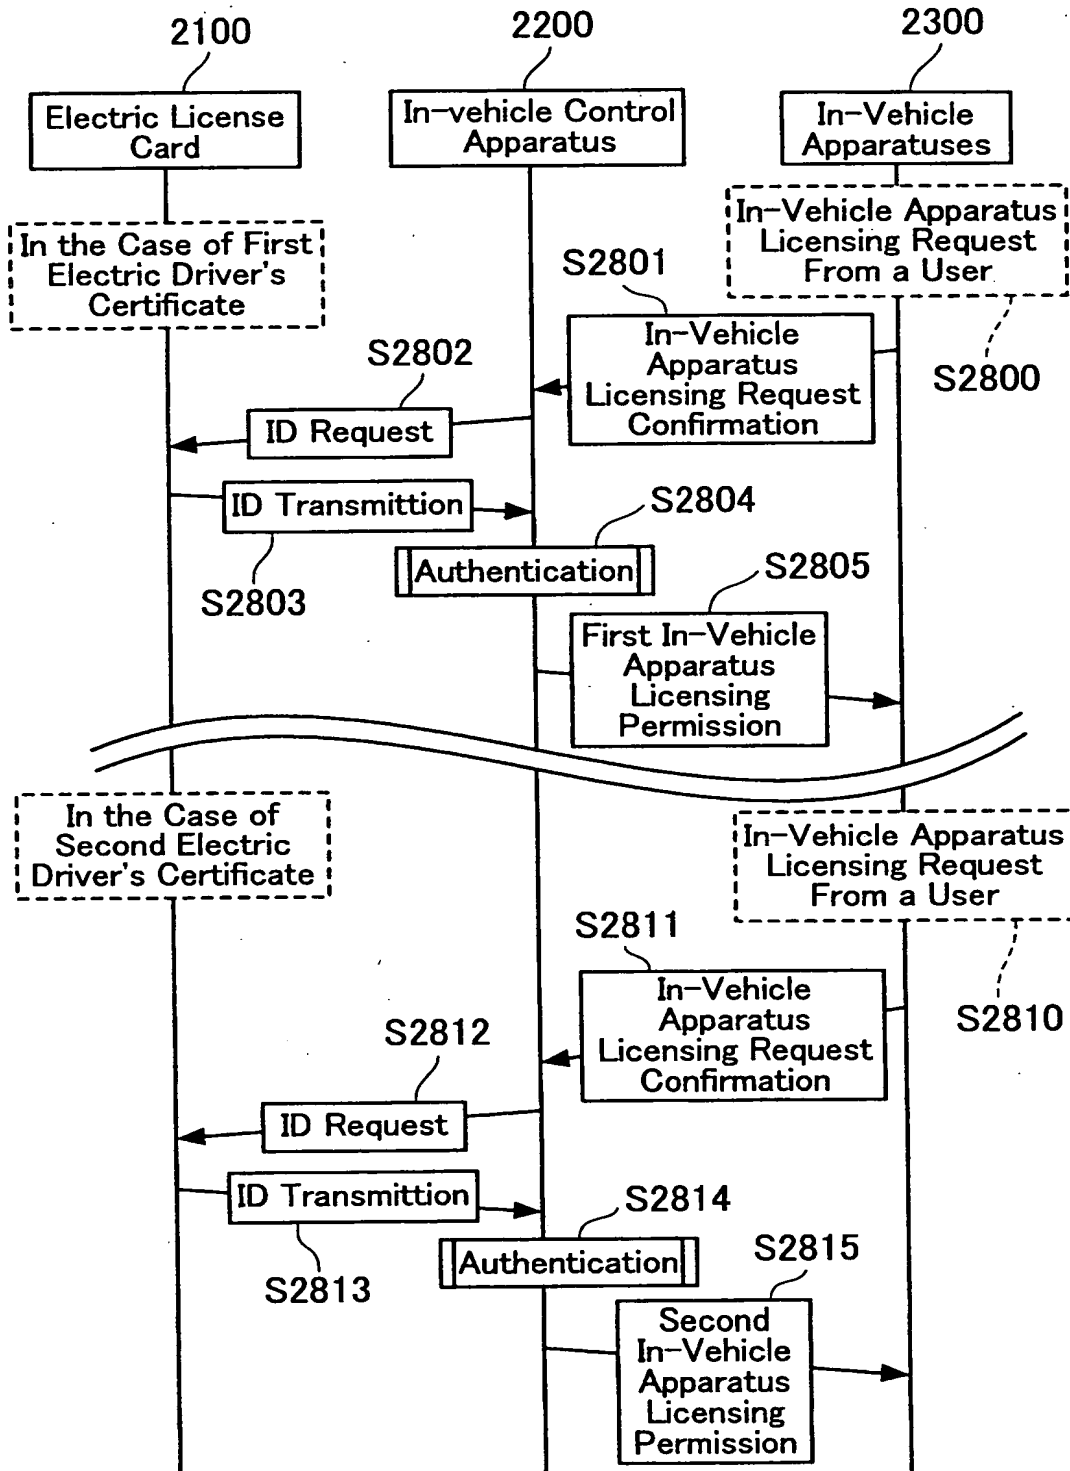 2100
2200
2300
Electric License
Card
In-vehicle Control
Apparatus
In-Vehicle
Apparatuses
In the Case of First
Electric Driver's
Certificate
In-Vehicle Apparatus
Licensing Request
From a User
S2800
S2801
In-Vehicle
Apparatus
Licensing Request
Confirmation
S2802
ID Request
ID Transmittion
S2803
S2804
Authentication
S2805
First In-Vehicle
Apparatus
Licensing
Permission
In the Case of
Second Electric
Driver's Certificate
In-Vehicle Apparatus
Licensing Request
From a User
S2810
S2811
In-Vehicle
Apparatus
Licensing Request
Confirmation
S2812
ID Request
ID Transmittion
S2813
S2814
Authentication
S2815
Second
In-Vehicle
Apparatus
Licensing
Permission